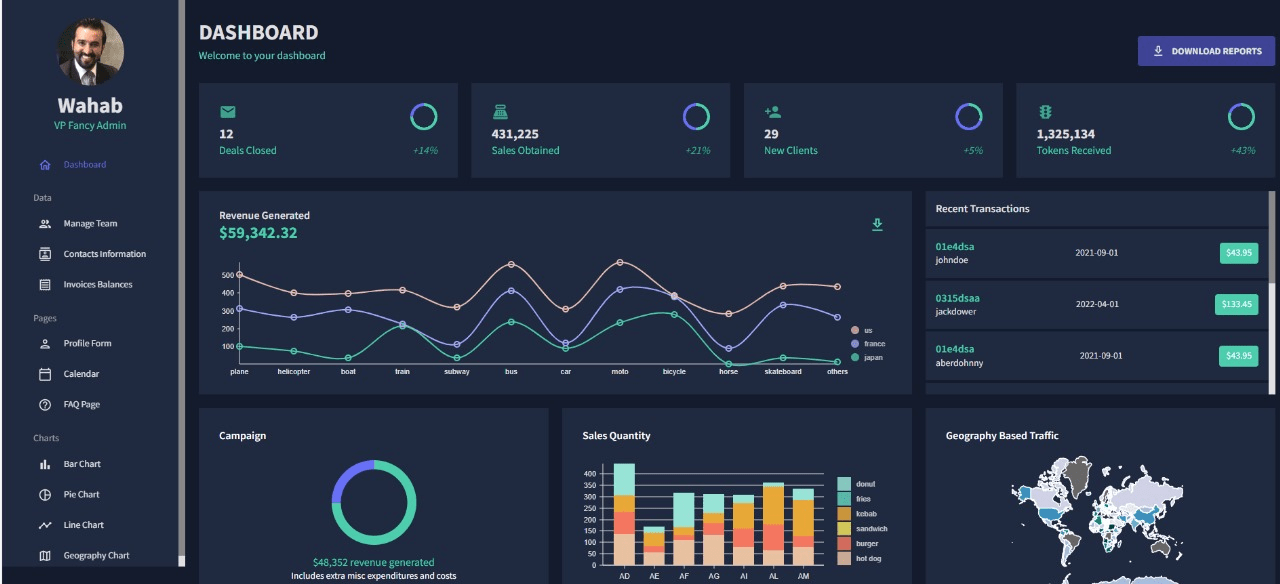 Wahab
VP Fancy Admin
Dashboard
Data
Manage Team
Contacts Information
Invoices Balances
Pages
Profile Form
Calendar
FAQ Page
Charts
Bar Chart
Pie Chart
Line Chart
Geography Chart
DASHBOARD
Welcome to your dashboard
DOWNLOAD REPORTS
12
Deals Closed +14%
431,225
Sales Obtained +21%
29
New Clients +5%
1,325,134
Tokens Received +43%
Revenue Generated
$59,342.32
500
400
300
200
100
plane helicopter boat train subway bus car moto bicycle horse skateboard others
us
france
japan
Recent Transactions
01e4dsa
johndoe
2021-09-01
$43.95
0315dsaa
jackdower
2022-04-01
$133.45
01e4dsa
aberdohnny
2021-09-01
$43.95
Campaign
$48,352 revenue generated
Includes extra misc expenditures and costs
Sales Quantity
400
350
300
250
200
150
100
50
0
AD AE AF AG AI AL AM
donut
fries
kebab
sandwich
burger
hot dog
Geography Based Traffic